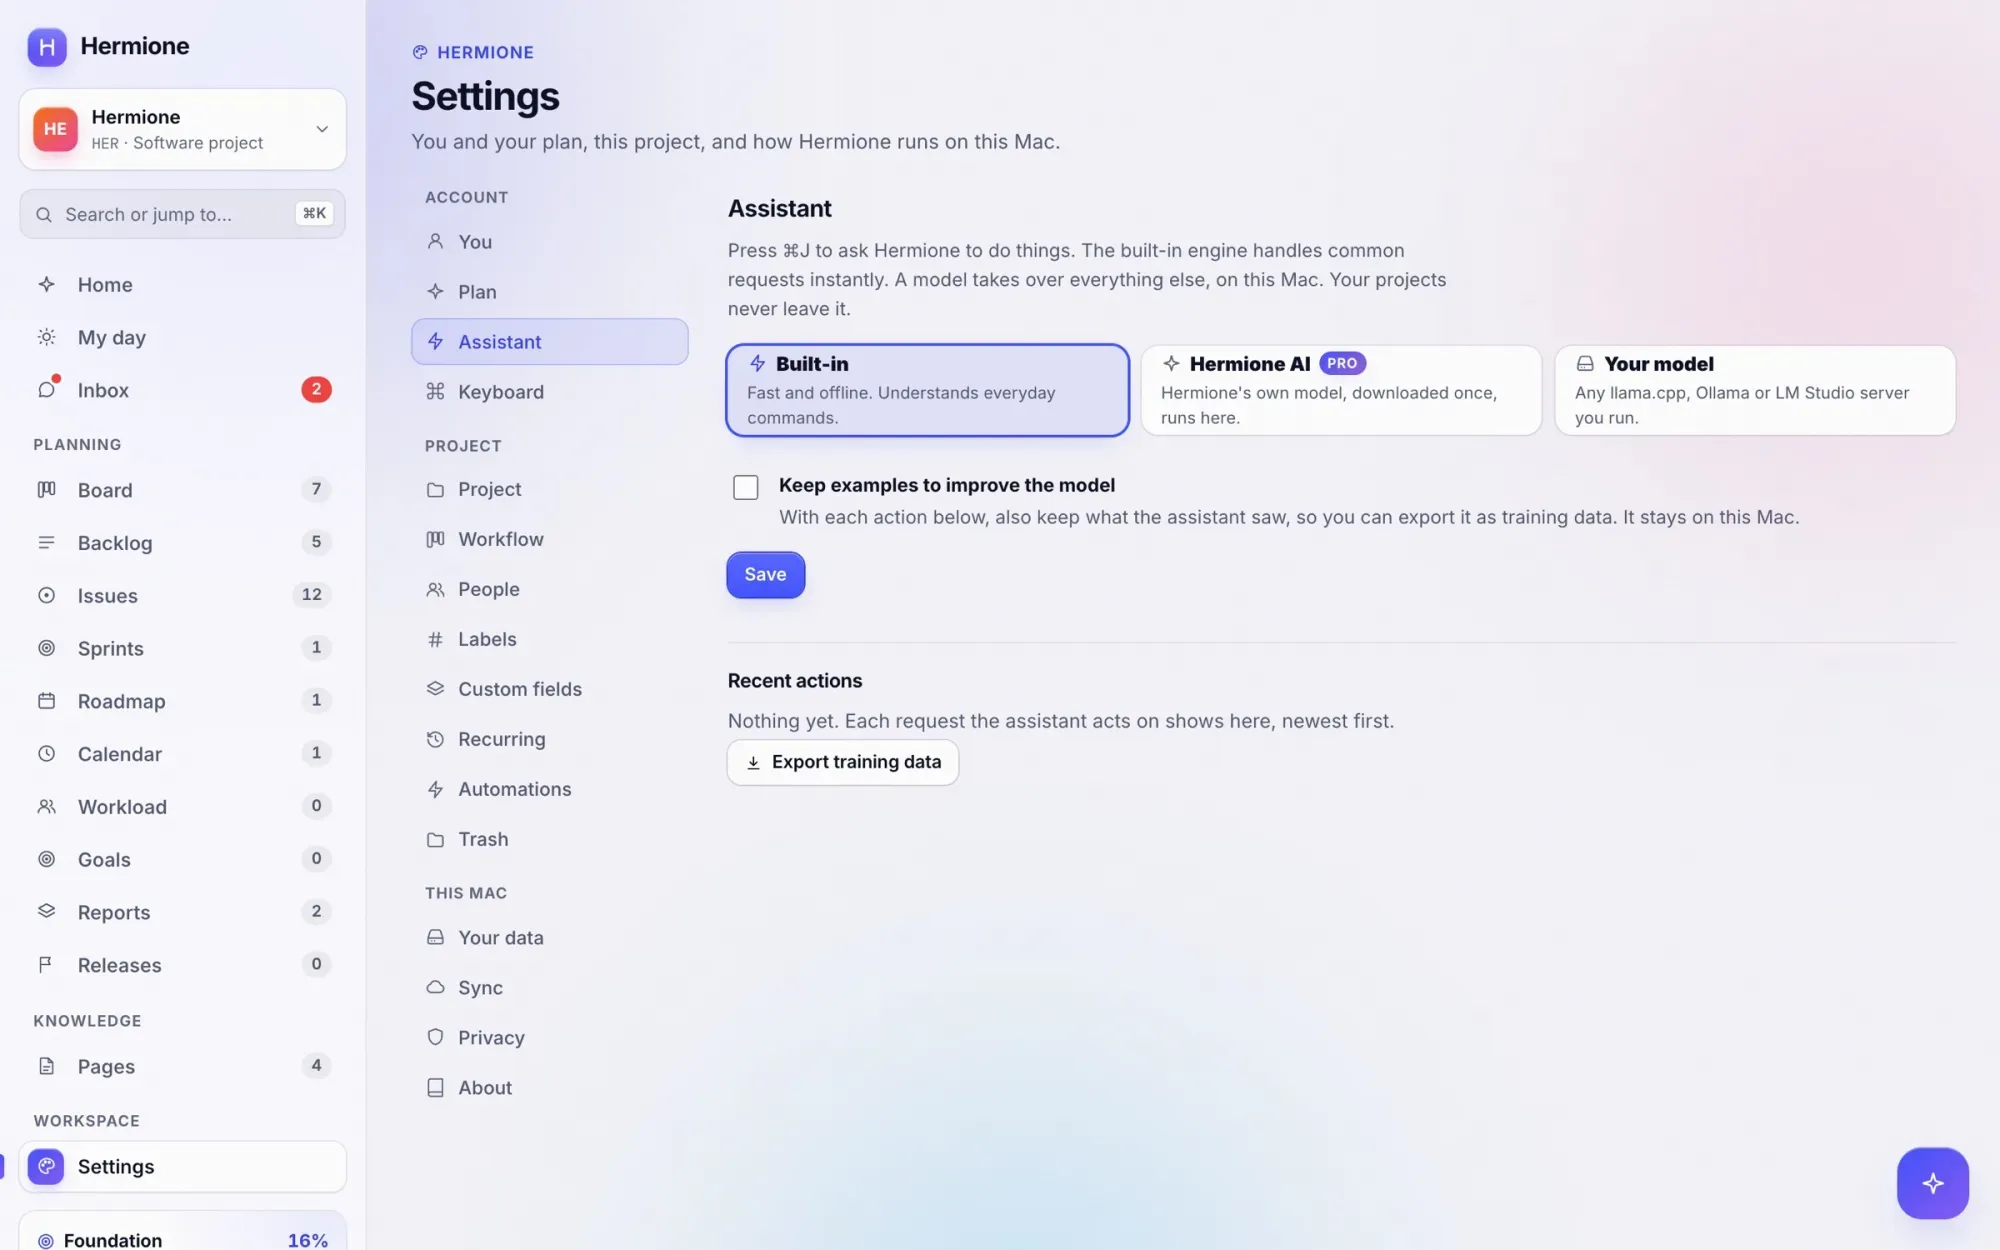 H Hermione
HE Hermione
HER · Software project
Search or jump to... ⌘K
Home
My day
Inbox 2
PLANNING
Board 7
Backlog 5
Issues 12
Sprints 1
Roadmap 1
Calendar 1
Workload 0
Goals 0
Reports 2
Releases 0
KNOWLEDGE
Pages 4
WORKSPACE
Settings
Foundation 16%
HERMIONE
Settings
You and your plan, this project, and how Hermione runs on this Mac.
ACCOUNT
You
Plan
Assistant
Keyboard
PROJECT
Project
Workflow
People
Labels
Custom fields
Recurring
Automations
Trash
THIS MAC
Your data
Sync
Privacy
About
Assistant
Press ⌘J to ask Hermione to do things. The built-in engine handles common
requests instantly. A model takes over everything else, on this Mac. Your projects
never leave it.
Built-in
Fast and offline. Understands everyday
commands.
Hermione AI PRO
Hermione's own model, downloaded once,
runs here.
Your model
Any llama.cpp, Ollama or LM Studio server
you run.
Keep examples to improve the model
With each action below, also keep what the assistant saw, so you can export it as training data. It stays on this Mac.
Save
Recent actions
Nothing yet. Each request the assistant acts on shows here, newest first.
Export training data